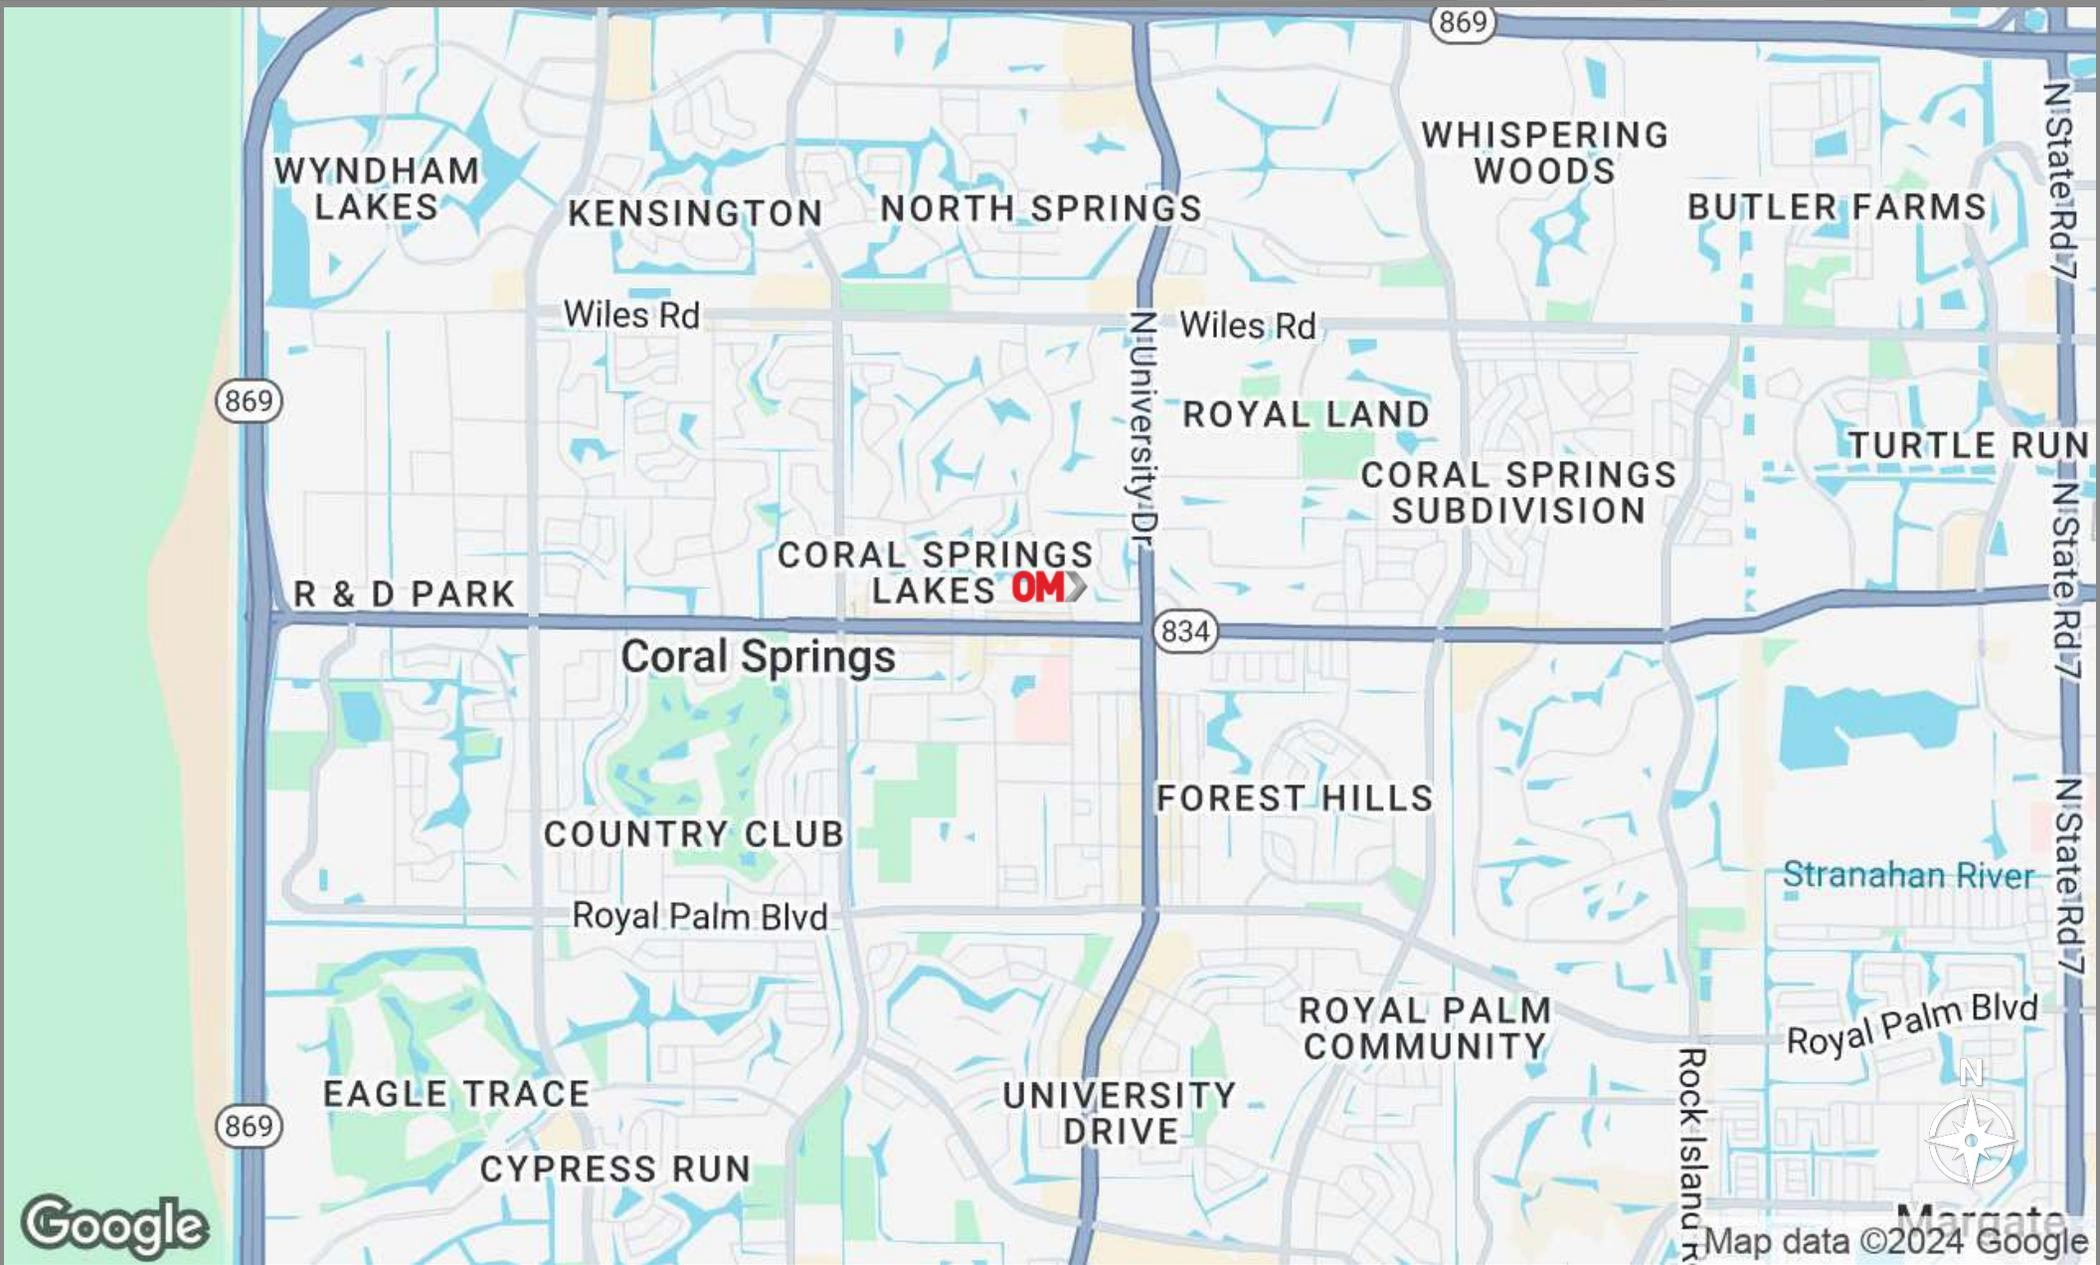 869
WHISPERING
WOODS
WYNDHAM
LAKES
KENSINGTON
NORTH SPRINGS
BUTLER FARMS
N State Rd 7
Wiles Rd
Wiles Rd
869
N University Dr
ROYAL LAND
TURTLE RUN
CORAL SPRINGS
SUBDIVISION
CORAL SPRINGS
LAKES OM
R & D PARK
N State Rd 7
834
Coral Springs
FOREST HILLS
COUNTRY CLUB
Stranahan River
N State Rd 7
Royal Palm Blvd
ROYAL PALM
COMMUNITY
Royal Palm Blvd
EAGLE TRACE
UNIVERSITY
DRIVE
Rock Island R
N
869
CYPRESS RUN
Margate
Google
Map data ©2024 Google